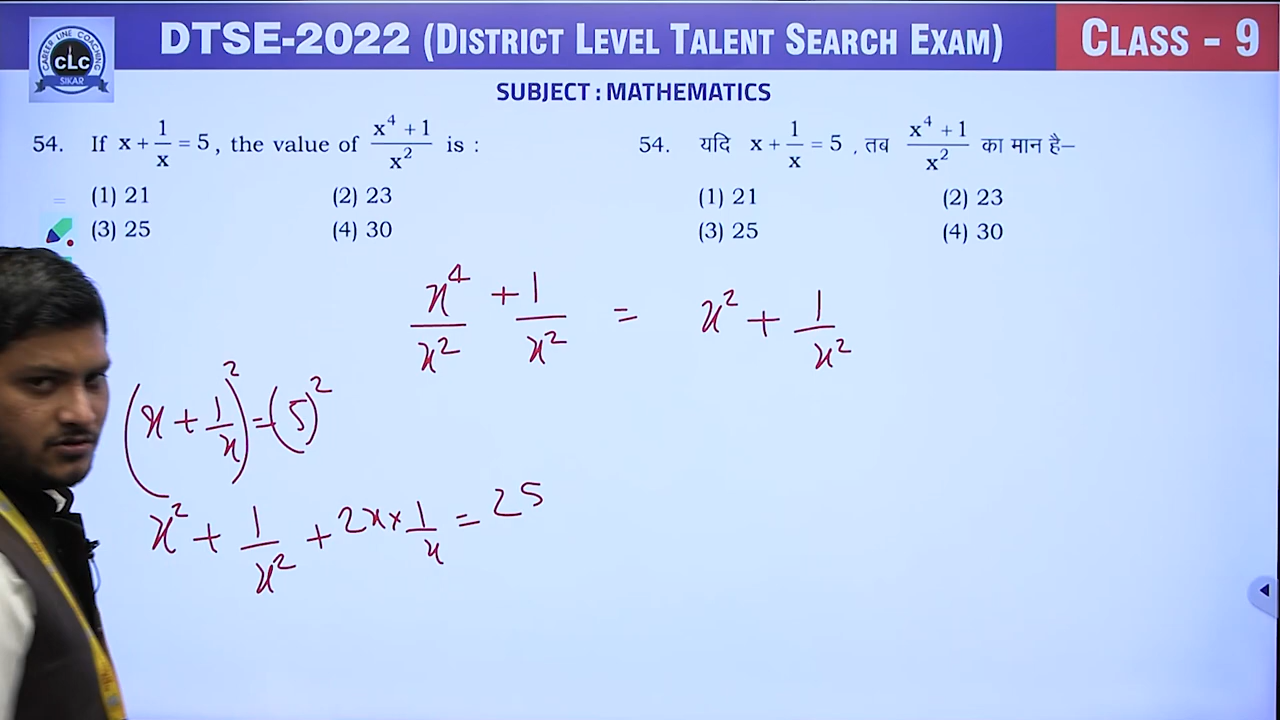 DTSE-2022 (DISTRICT LEVEL TALENT SEARCH EXAM)
CLASS - 9
CAREER LINE COACHING
CLC
SIKAR
SUBJECT : MATHEMATICS
54. If x + 1/x = 5, the value of (x⁴ + 1)/x² is :
(1) 21 (2) 23
(3) 25 (4) 30
54. यदि x + 1/x = 5, तब (x⁴ + 1)/x² का मान है–
(1) 21 (2) 23
(3) 25 (4) 30
x⁴/x² + 1/x² = x² + 1/x²
(x + 1/x)² = (5)²
x² + 1/x² + 2x × 1/x = 25